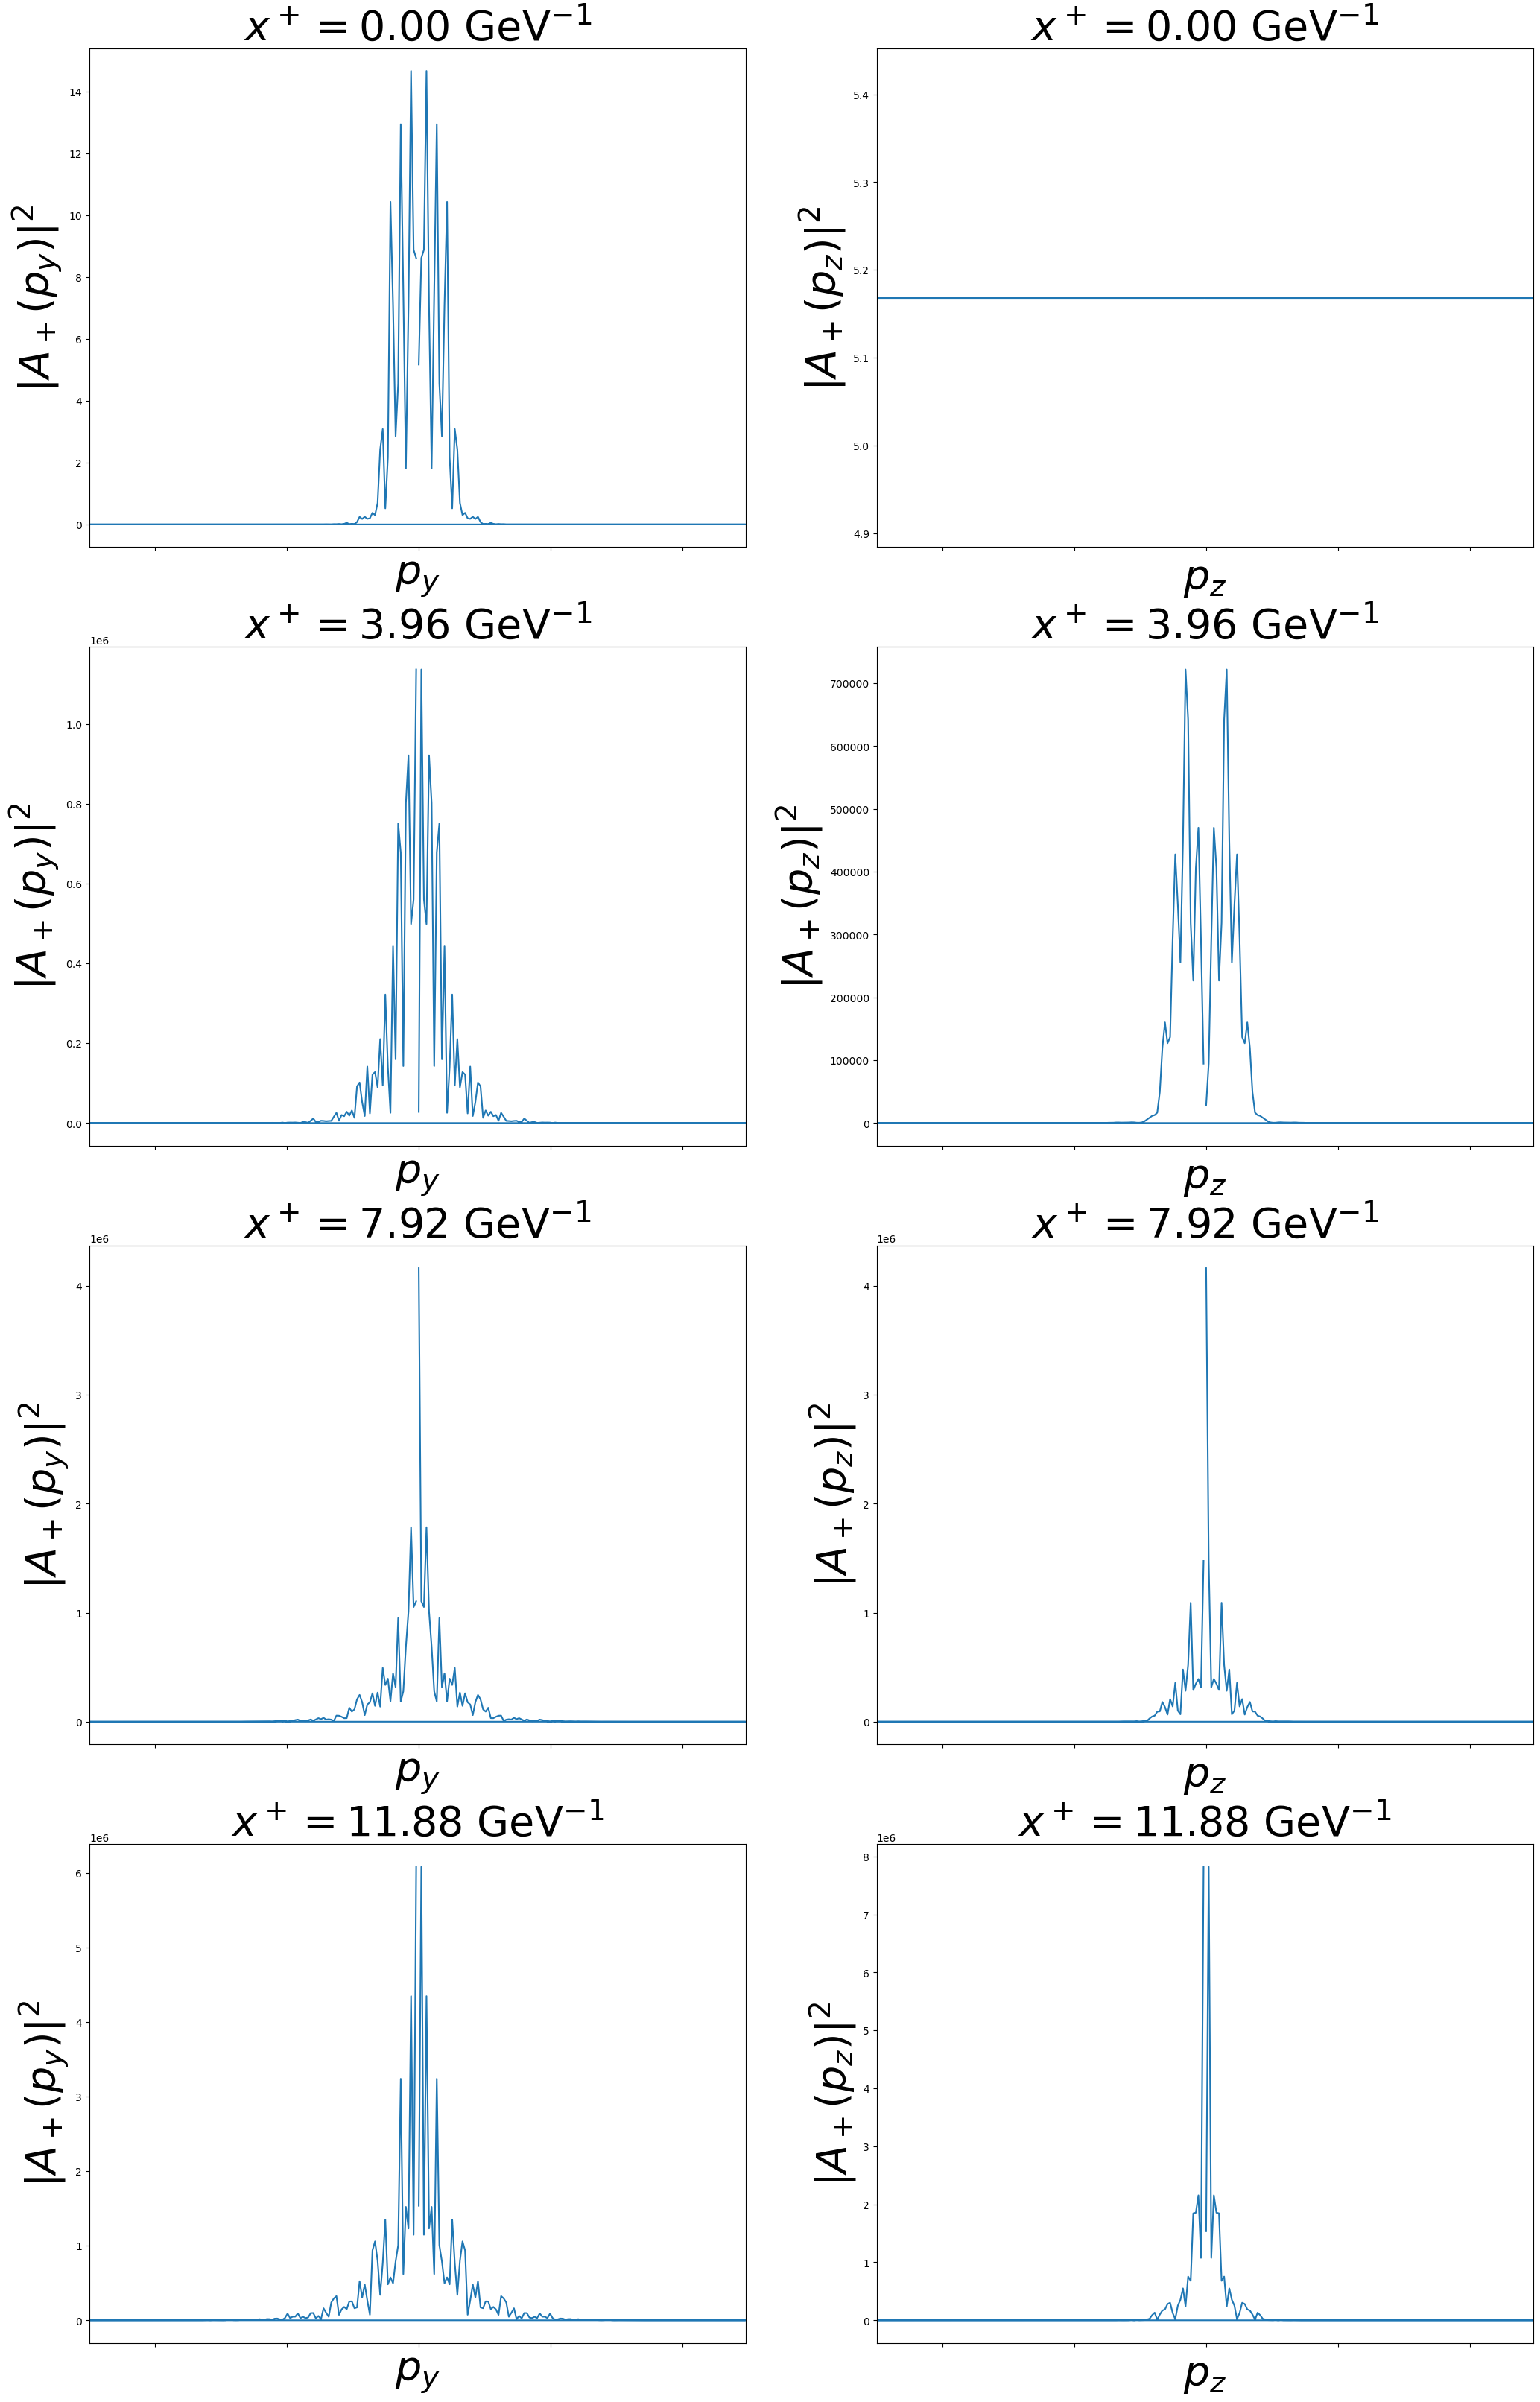 x⁺ = 0.00 GeV⁻¹
|A₊(p_y)|²
14
12
10
8
6
4
2
0
p_y
x⁺ = 0.00 GeV⁻¹
|A₊(p_z)|²
5.4
5.3
5.2
5.1
5.0
4.9
p_z
x⁺ = 3.96 GeV⁻¹
1e6
|A₊(p_y)|²
1.0
0.8
0.6
0.4
0.2
0.0
p_y
x⁺ = 3.96 GeV⁻¹
|A₊(p_z)|²
700000
600000
500000
400000
300000
200000
100000
0
p_z
x⁺ = 7.92 GeV⁻¹
1e6
|A₊(p_y)|²
4
3
2
1
0
p_y
x⁺ = 7.92 GeV⁻¹
1e6
|A₊(p_z)|²
4
3
2
1
0
p_z
x⁺ = 11.88 GeV⁻¹
1e6
|A₊(p_y)|²
6
5
4
3
2
1
0
p_y
x⁺ = 11.88 GeV⁻¹
1e6
|A₊(p_z)|²
8
7
6
5
4
3
2
1
0
p_z